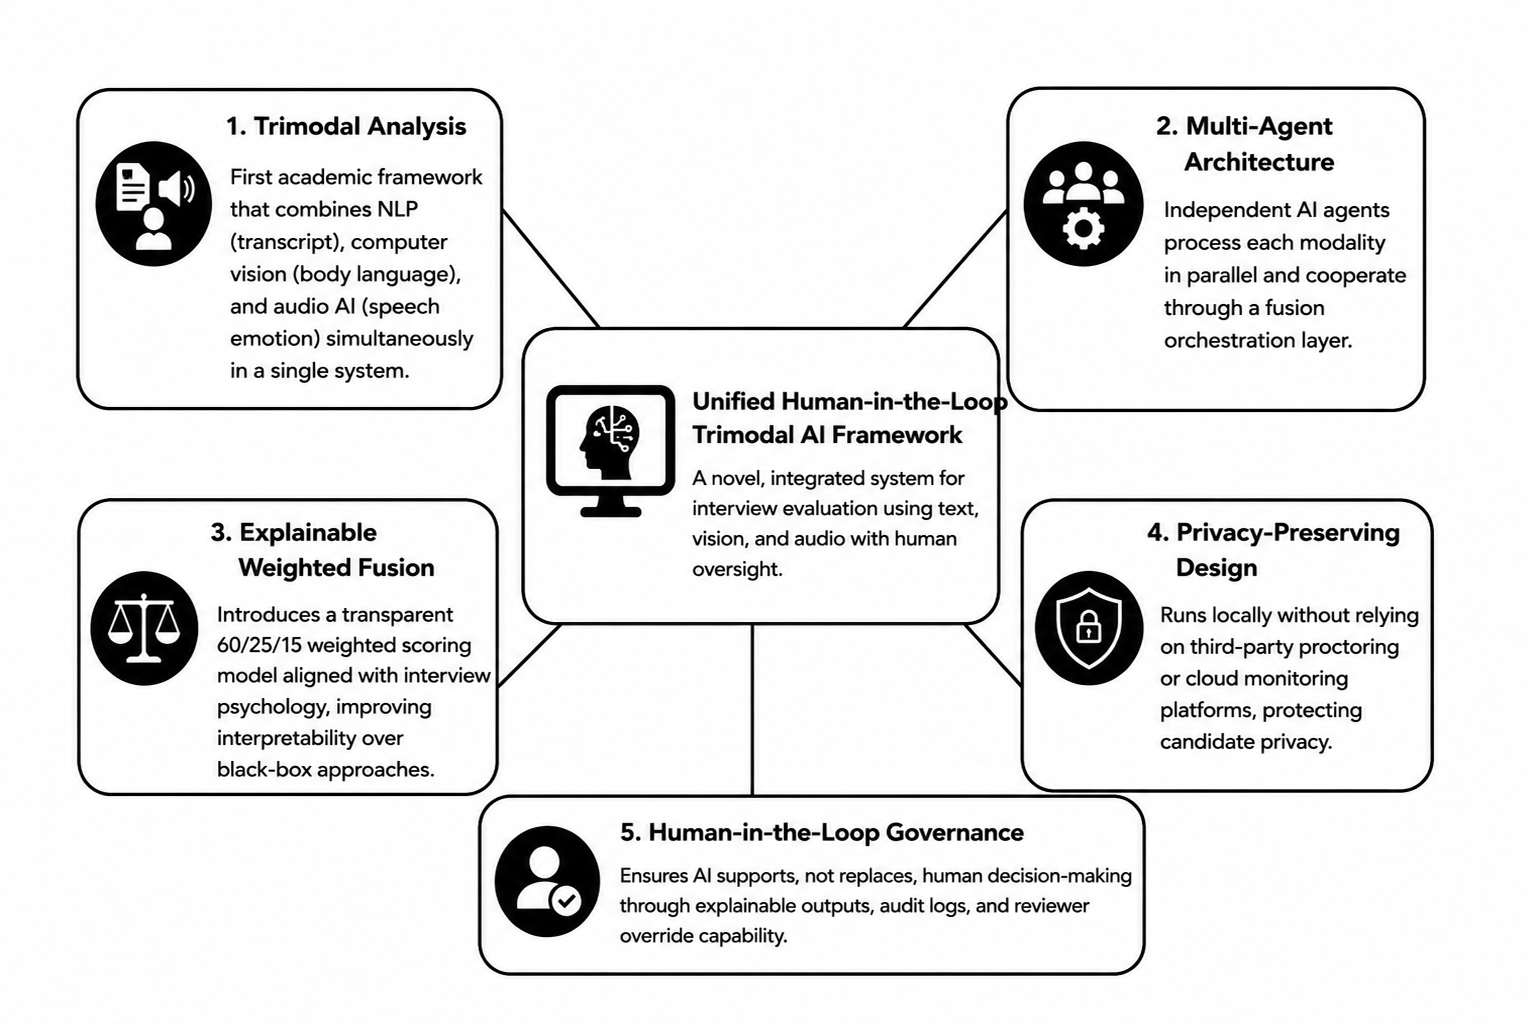 1. Trimodal Analysis
First academic framework
that combines NLP
(transcript), computer
vision (body language),
and audio AI (speech
emotion) simultaneously
in a single system.
2. Multi-Agent
Architecture
Independent AI agents
process each modality
in parallel and cooperate
through a fusion
orchestration layer.
Unified Human-in-the-Loop
Trimodal AI Framework
A novel, integrated system for
interview evaluation using text,
vision, and audio with human
oversight.
3. Explainable
Weighted Fusion
Introduces a transparent
60/25/15 weighted scoring
model aligned with interview
psychology, improving
interpretability over
black-box approaches.
4. Privacy-Preserving
Design
Runs locally without relying
on third-party proctoring
or cloud monitoring
platforms, protecting
candidate privacy.
5. Human-in-the-Loop Governance
Ensures AI supports, not replaces, human decision-making
through explainable outputs, audit logs, and reviewer
override capability.